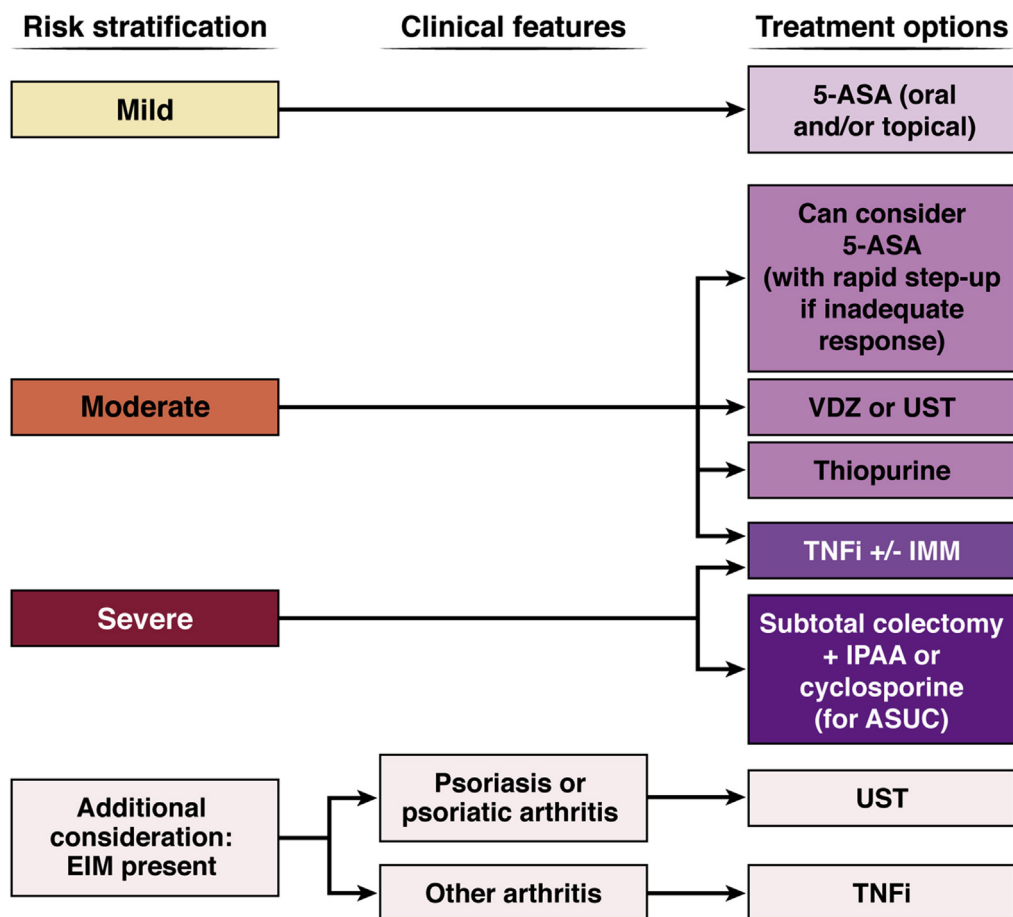 Risk stratification
Clinical features
Treatment options
Mild
5-ASA (oral
and/or topical)
Can consider
5-ASA
(with rapid step-up
if inadequate
response)
Moderate
VDZ or UST
Thiopurine
TNFi +/- IMM
Severe
Subtotal colectomy
+ IPAA or
cyclosporine
(for ASUC)
Additional
consideration:
EIM present
Psoriasis or
psoriatic arthritis
UST
Other arthritis
TNFi